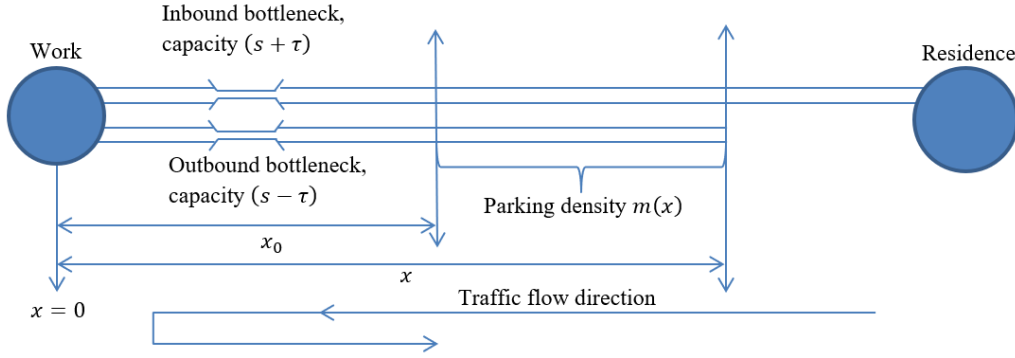 Inbound bottleneck,
capacity (s + τ)
Work
Residence
Outbound bottleneck,
capacity (s − τ)
Parking density m(x)
x₀
x
x = 0
Traffic flow direction